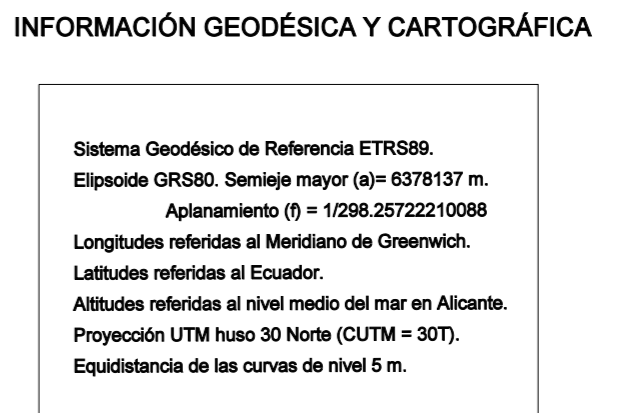 INFORMACIÓN GEODÉSICA Y CARTOGRÁFICA
Sistema Geodésico de Referencia ETRS89.
Elipsoide GRS80. Semieje mayor (a)= 6378137 m.
Aplanamiento (f) = 1/298.25722210088
Longitudes referidas al Meridiano de Greenwich.
Latitudes referidas al Ecuador.
Altitudes referidas al nivel medio del mar en Alicante.
Proyección UTM huso 30 Norte (CUTM = 30T).
Equidistancia de las curvas de nivel 5 m.